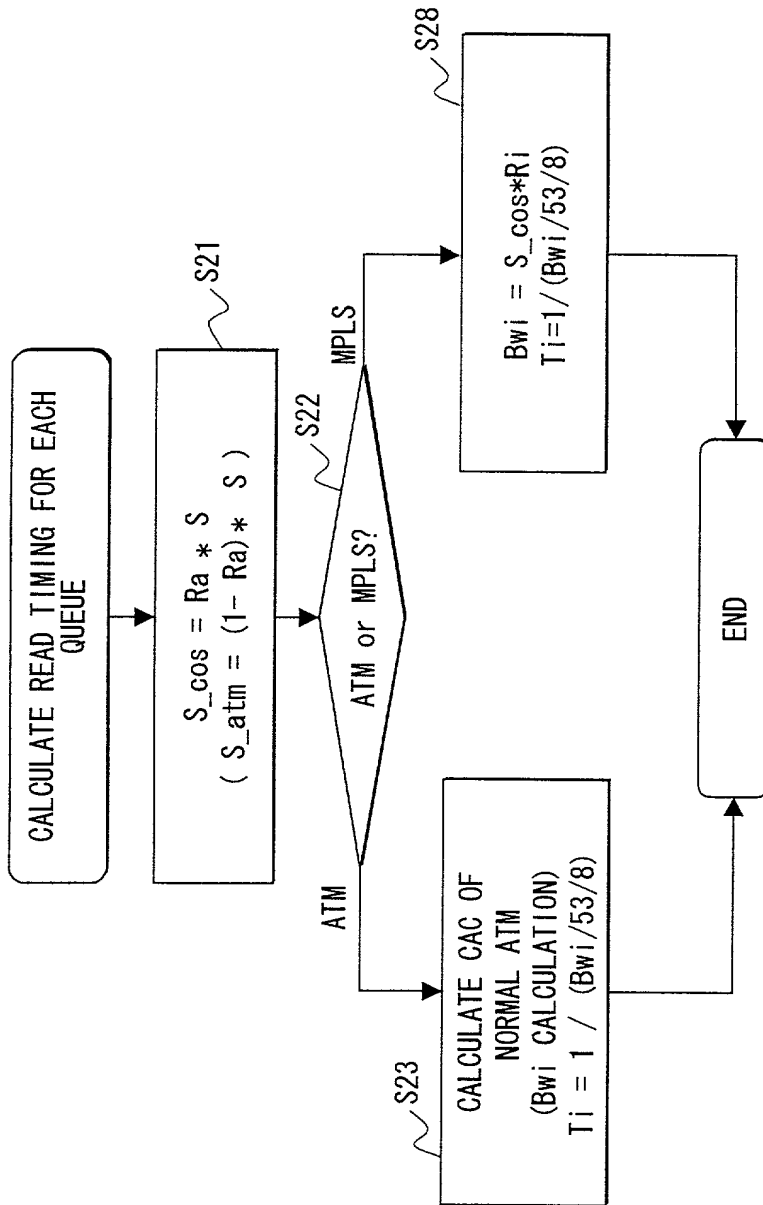 CALCULATE READ TIMING FOR EACH
QUEUE
S21
S_cos = Ra * S
( S_atm = (1- Ra)* S )
S22
ATM or MPLS?
ATM
MPLS
S23
CALCULATE CAC OF
NORMAL ATM
(Bwi CALCULATION)
Ti = 1 / (Bwi/53/8)
S28
Bwi = S_cos*Ri
Ti=1/(Bwi/53/8)
END